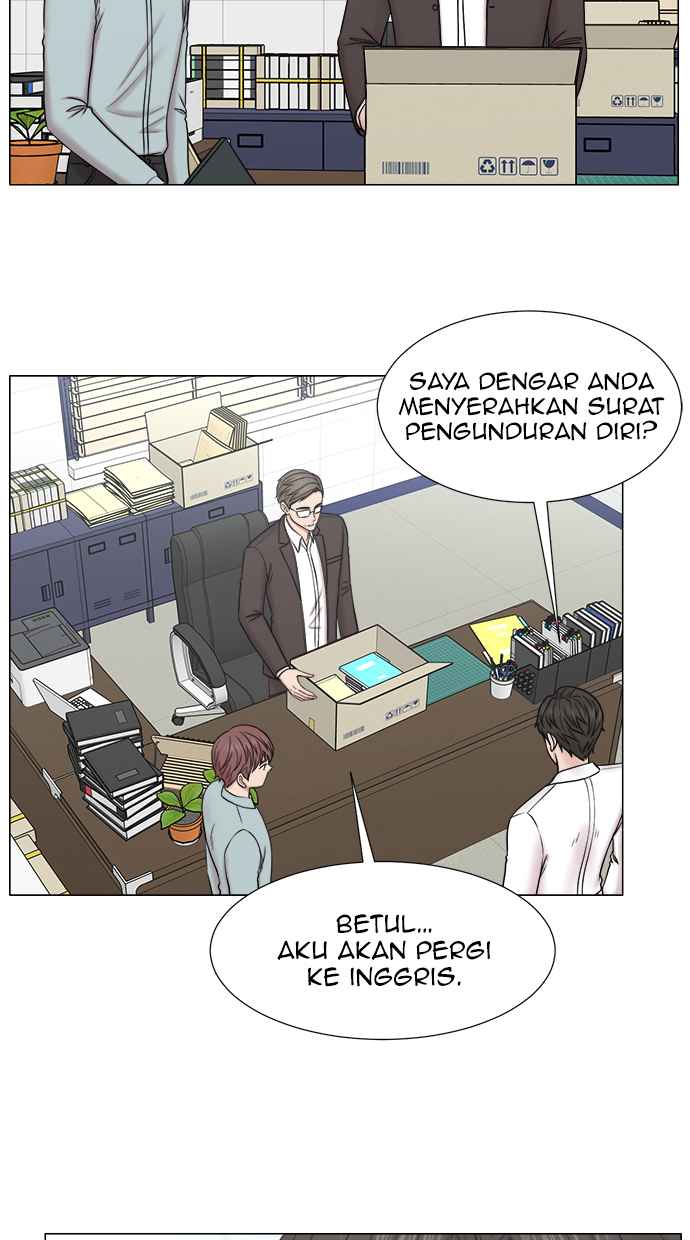 SAYA DENGAR ANDA
MENYERAHKAN SURAT
PENGUNDURAN DIRI?
BETUL...
AKU AKAN PERGI
KE INGGRIS.